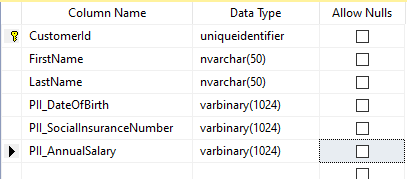 Column Name Data Type Allow Nulls
CustomerId uniqueidentifier
FirstName nvarchar(50)
LastName nvarchar(50)
PII_DateOfBirth varbinary(1024)
PII_SocialInsuranceNumber varbinary(1024)
PII_AnnualSalary varbinary(1024)